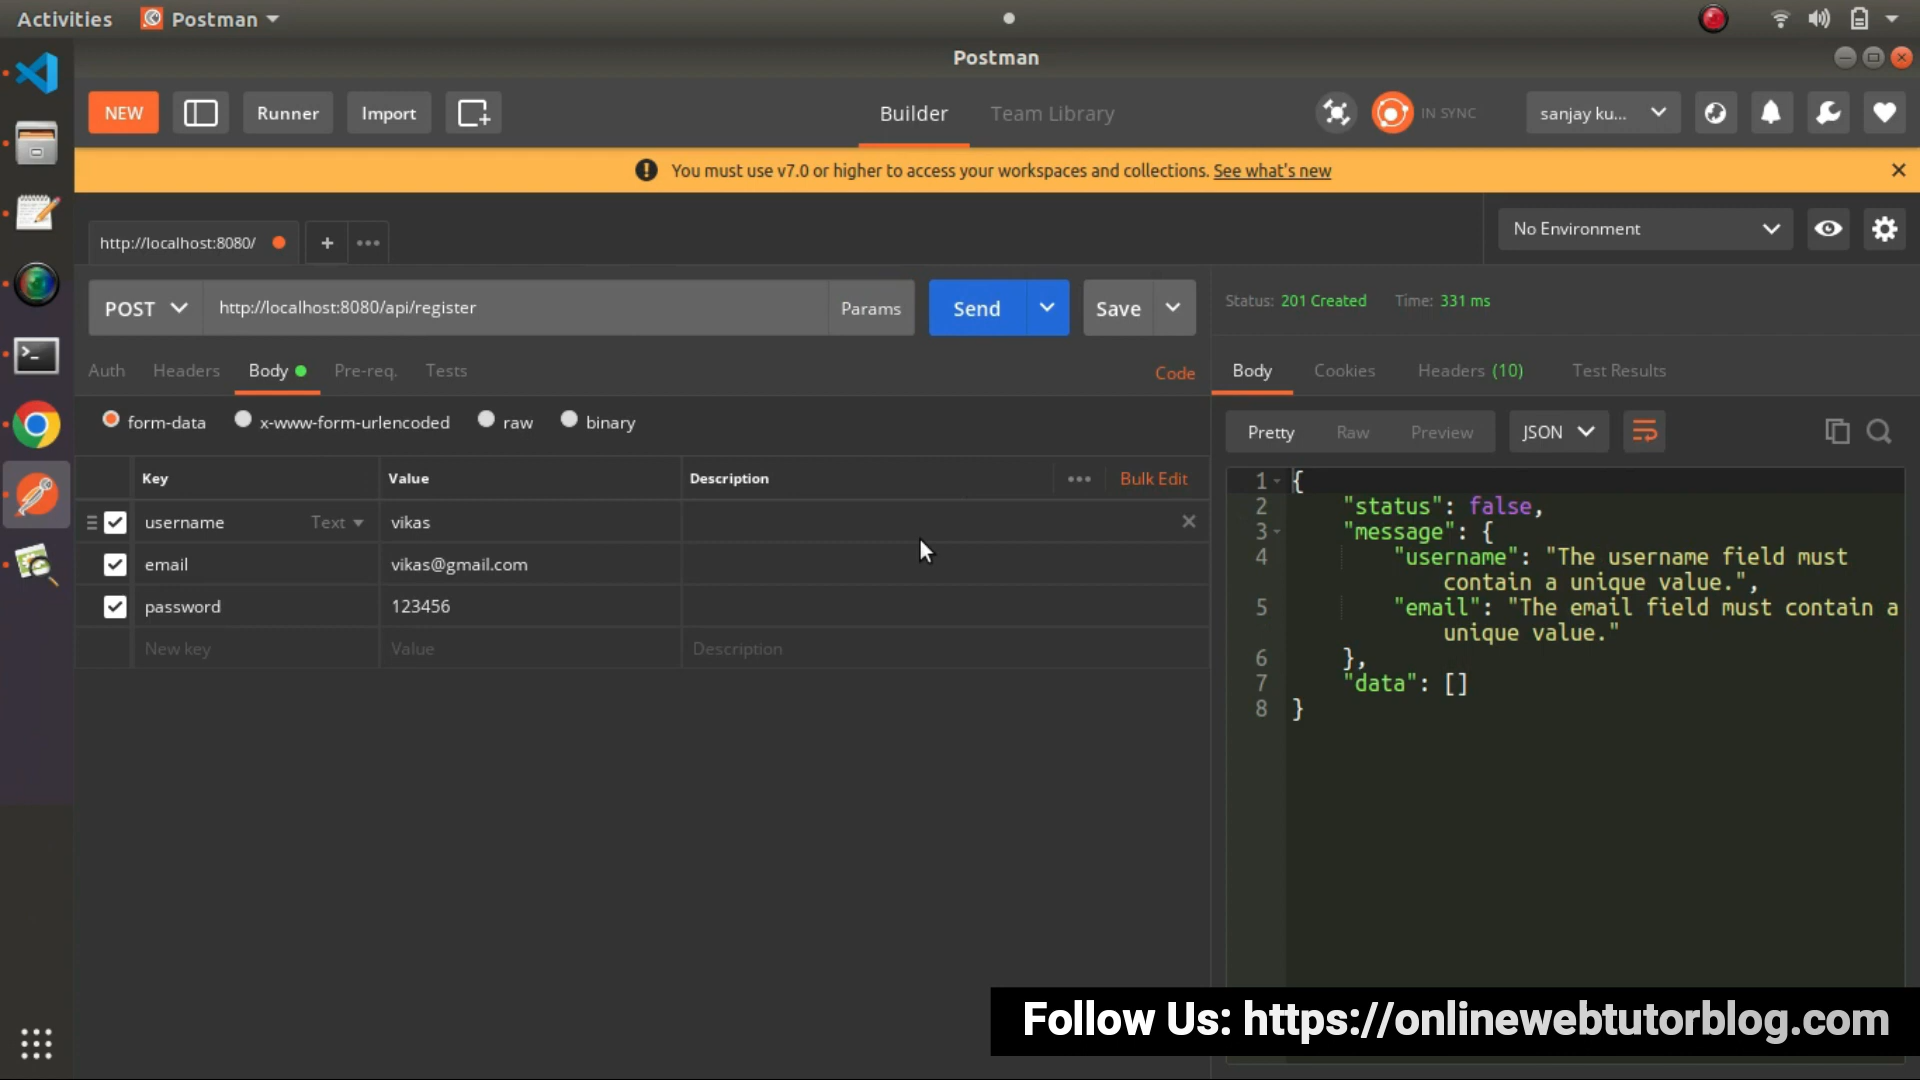 Activities Postman
Postman
NEW Runner Import Builder Team Library IN SYNC sanjay ku...
You must use v7.0 or higher to access your workspaces and collections. See what's new
http://localhost:8080/ + ••• No Environment
POST http://localhost:8080/api/register Params Send Save Status: 201 Created Time: 331 ms
Auth Headers Body Pre-req. Tests Code Body Cookies Headers (10) Test Results
form-data x-www-form-urlencoded raw binary Pretty Raw Preview JSON
Key Value Description ••• Bulk Edit
username Text vikas
email vikas@gmail.com
password 123456
New key Value Description
1 {
2 "status": false,
3 "message": {
4 "username": "The username field must
contain a unique value.",
5 "email": "The email field must contain a
unique value."
6 },
7 "data": []
8 }
Follow Us: https://onlinewebtutorblog.com